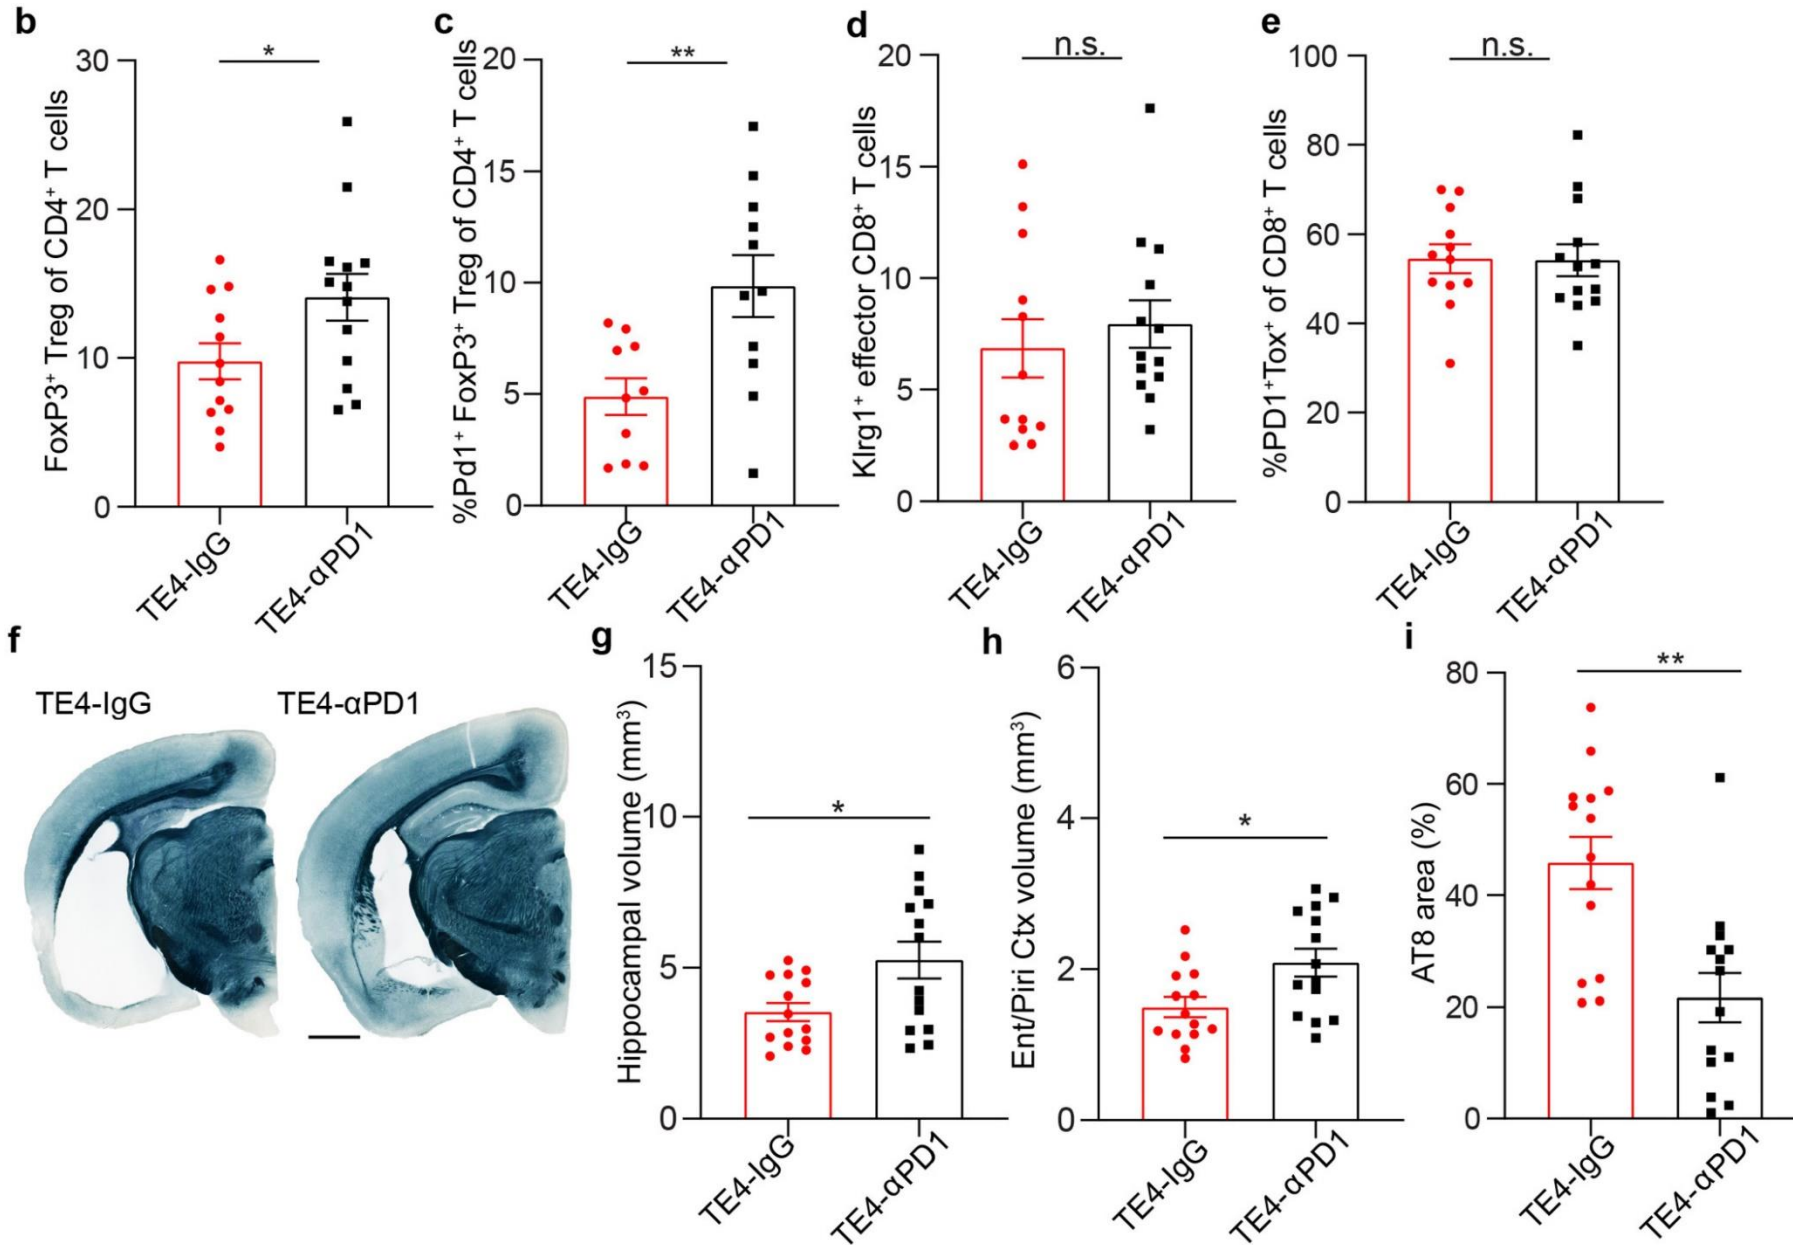 b
FoxP3⁺ Treg of CD4⁺ T cells
30
20
10
0
*
TE4-IgG
TE4-αPD1
c
%Pd1⁺ FoxP3⁺ Treg of CD4⁺ T cells
20
15
10
5
0
**
TE4-IgG
TE4-αPD1
d
Klrg1⁺ effector CD8⁺ T cells
20
15
10
5
0
n.s.
TE4-IgG
TE4-αPD1
e
%PD1⁺Tox⁺ of CD8⁺ T cells
100
80
60
40
20
0
n.s.
TE4-IgG
TE4-αPD1
f
TE4-IgG
TE4-αPD1
g
Hippocampal volume (mm³)
15
10
5
0
*
TE4-IgG
TE4-αPD1
h
Ent/Piri Ctx volume (mm³)
6
4
2
0
*
TE4-IgG
TE4-αPD1
i
AT8 area (%)
80
60
40
20
0
**
TE4-IgG
TE4-αPD1